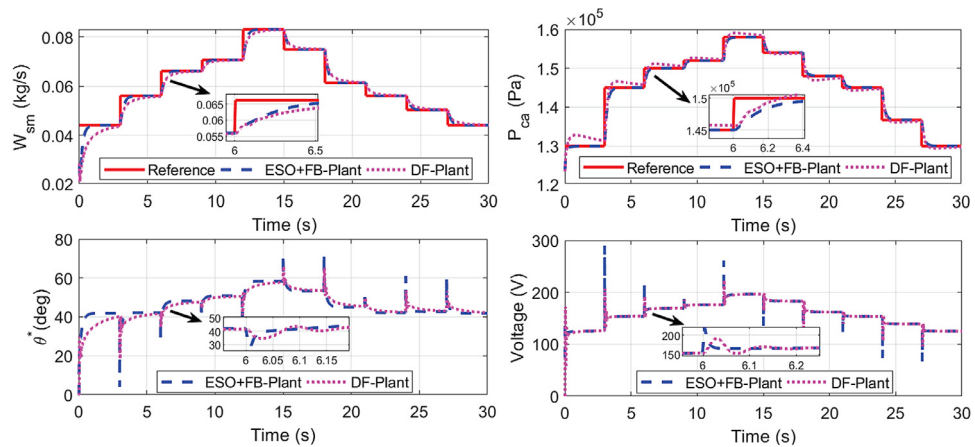 0.08
0.06
0.04
0.02
W_sm (kg/s)
0.065
0.06
0.055
6
6.5
Reference ESO+FB-Plant DF-Plant
0 5 10 15 20 25 30
Time (s)
× 10^5
1.6
1.5
1.4
1.3
1.2
P_ca (Pa)
× 10^5
1.5
1.45
6 6.2 6.4
Reference ESO+FB-Plant DF-Plant
0 5 10 15 20 25 30
Time (s)
80
60
40
20
0
θ* (deg)
50
40
30
6 6.05 6.1 6.15
ESO+FB-Plant DF-Plant
0 5 10 15 20 25 30
Time (s)
300
200
100
0
Voltage (V)
200
150
6 6.1 6.2
ESO+FB-Plant DF-Plant
0 5 10 15 20 25 30
Time (s)